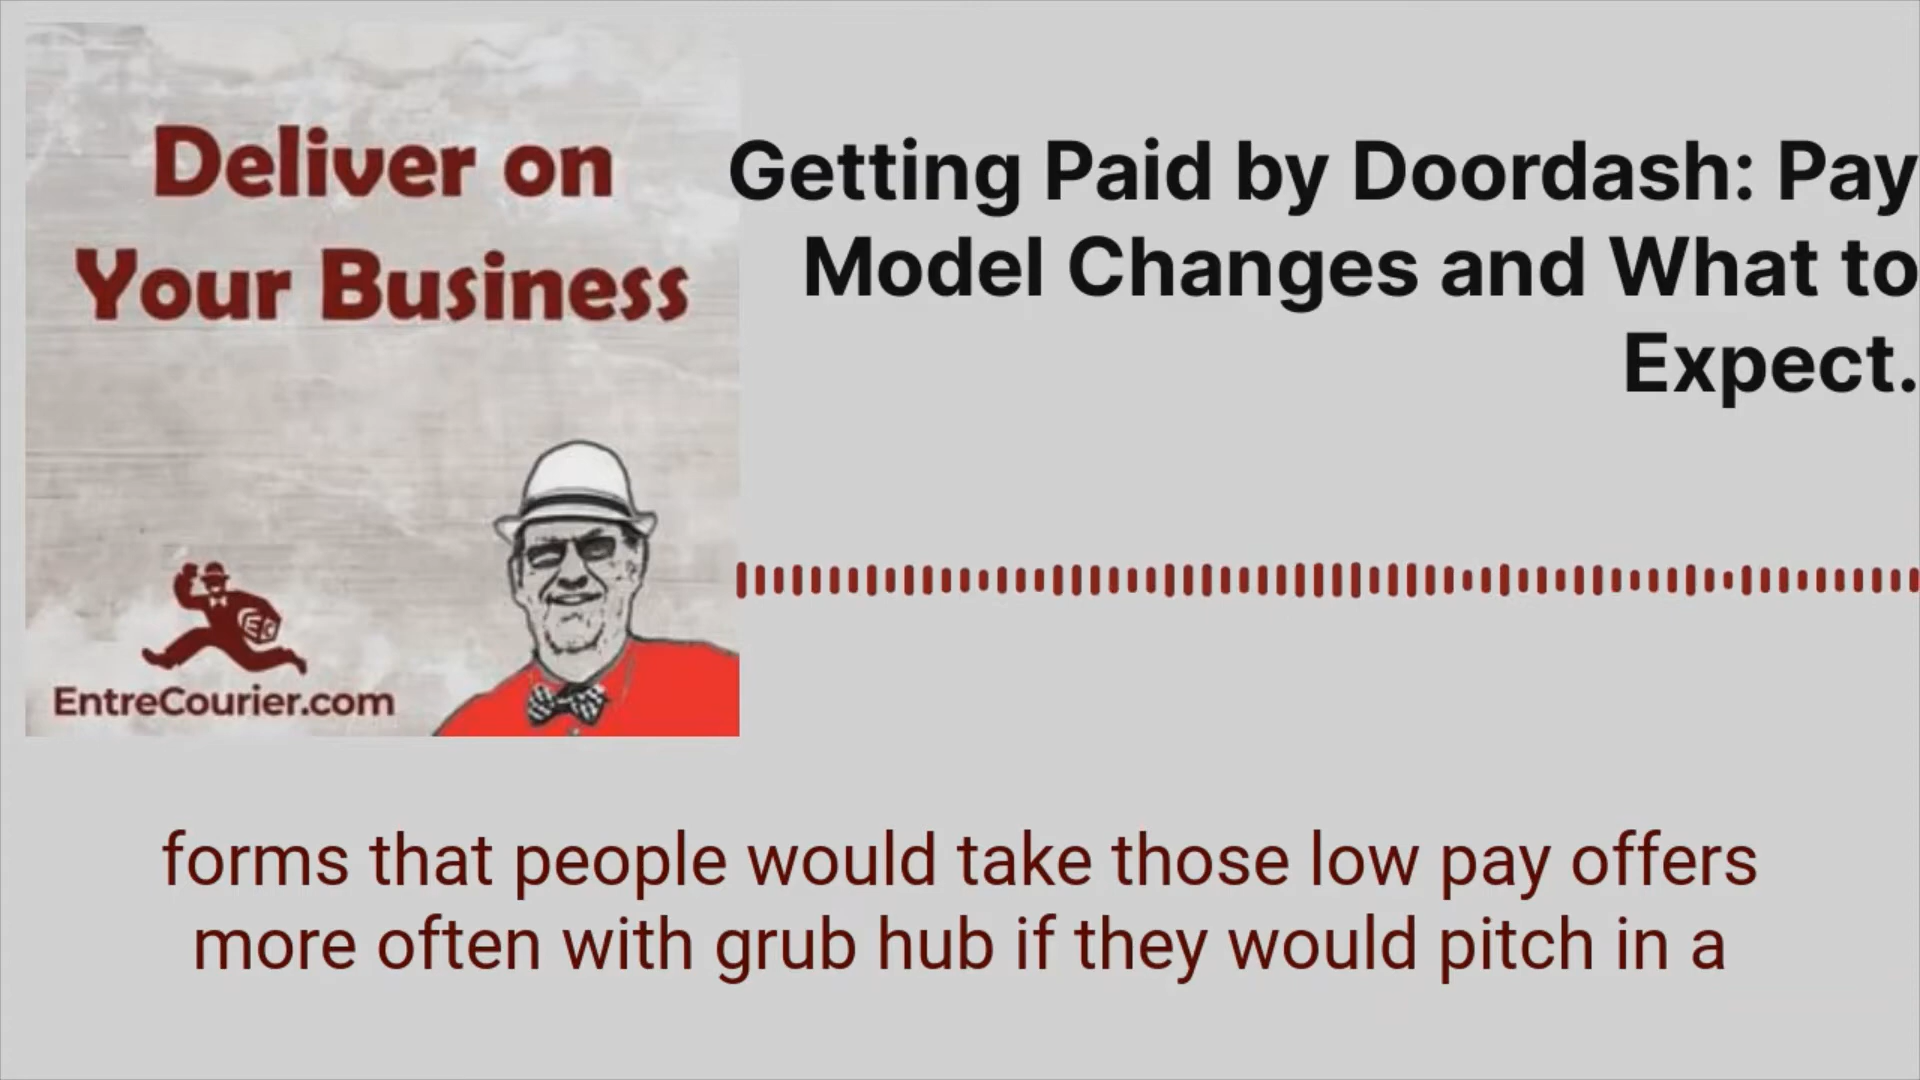 Deliver on
Your Business
EC
EntreCourier.com
Getting Paid by Doordash: Pay
Model Changes and What to
Expect.
forms that people would take those low pay offers
more often with grub hub if they would pitch in a